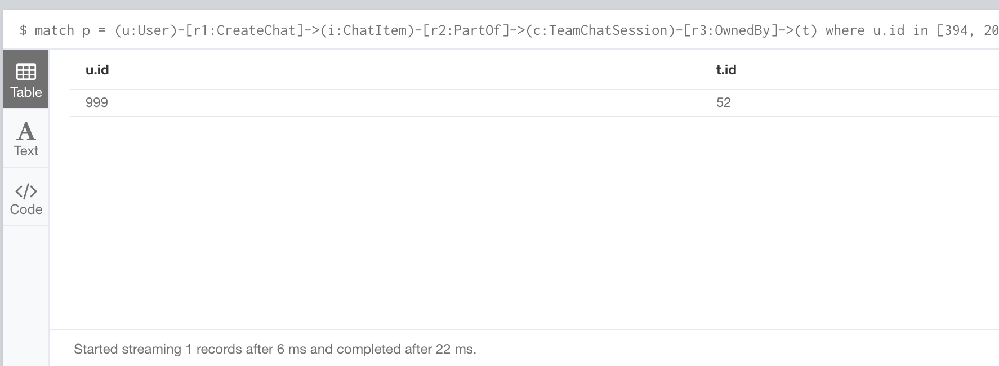 $ match p = (u:User)-[r1:CreateChat]->(i:ChatItem)-[r2:PartOf]->(c:TeamChatSession)-[r3:OwnedBy]->(t) where u.id in [394, 20
u.id t.id
Table
999 52
A
Text
</>
Code
Started streaming 1 records after 6 ms and completed after 22 ms.